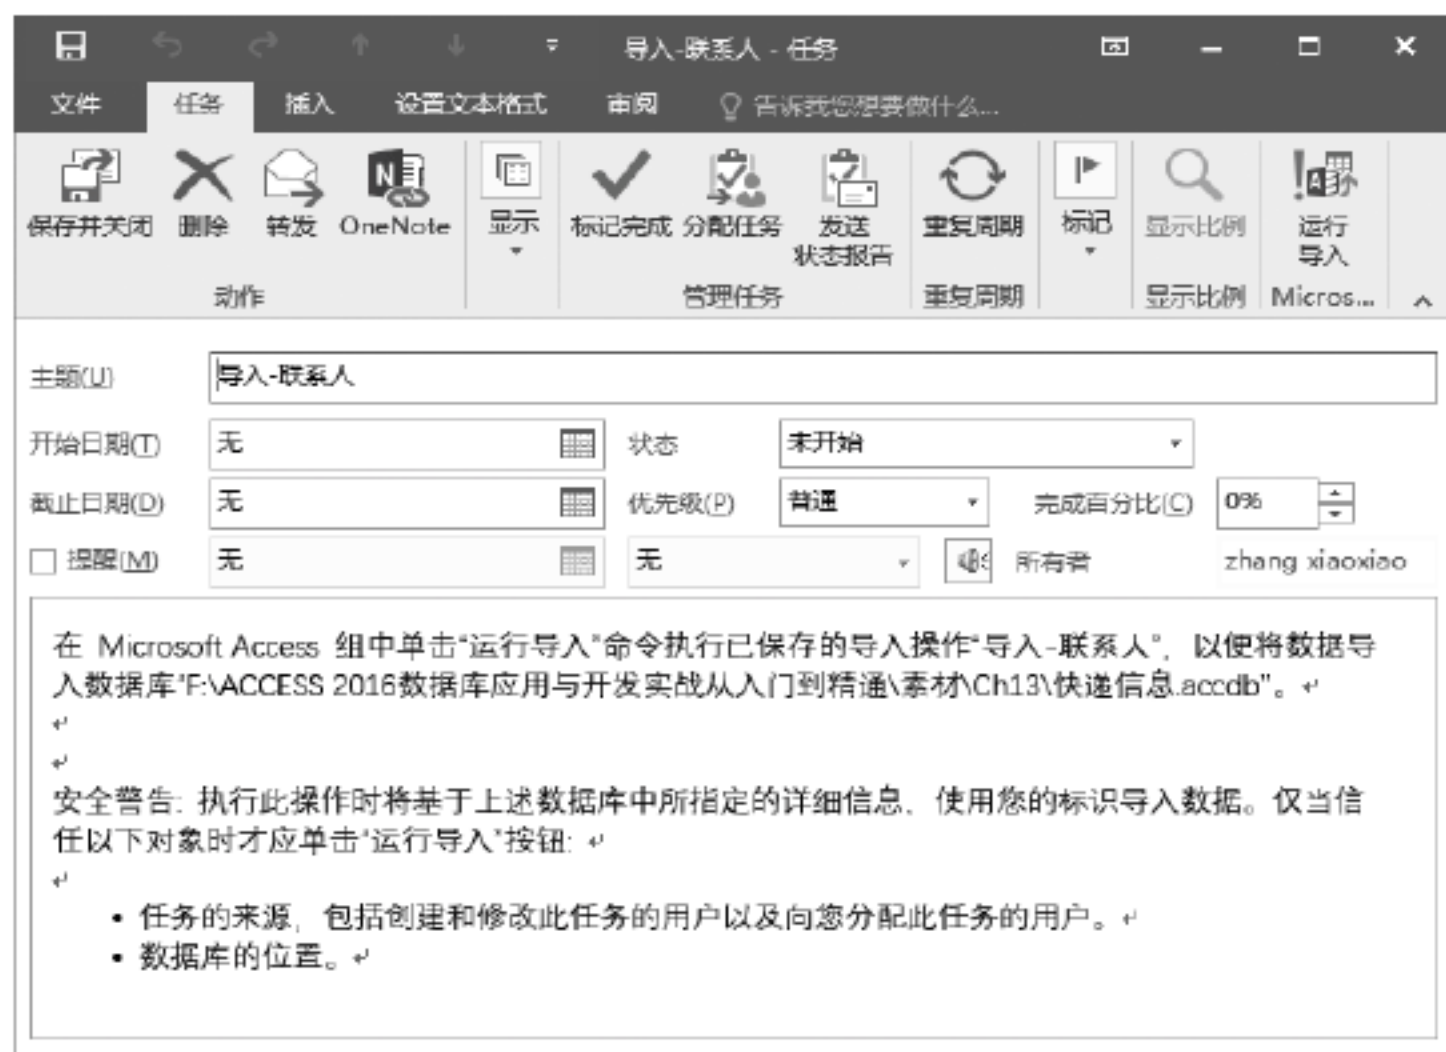 导入-联系人 - 任务
文件 任务 插入 设置文本格式 审阅 告诉我您想要做什么...
保存并关闭 删除 转发 OneNote 显示 标记完成 分配任务 发送 状态报告 重复周期 标记 显示比例 运行 导入
动作 管理任务 重复周期 显示比例 Micros...
主题(U) 导入-联系人
开始日期(T) 无 状态 未开始
截止日期(D) 无 优先级(P) 普通 完成百分比(C) 0%
提醒(M) 无 无 所有者 zhang xiaoxiao
在 Microsoft Access 组中单击“运行导入”命令执行已保存的导入操作“导入-联系人”，以便将数据导
入数据库“F:\ACCESS 2016数据库应用与开发实战从入门到精通\素材\Ch13\快递信息.accdb”。
安全警告: 执行此操作时将基于上述数据库中所指定的详细信息，使用您的标识导入数据。仅当信
任以下对象时才应单击“运行导入”按钮:
• 任务的来源，包括创建和修改此任务的用户以及向您分配此任务的用户。
• 数据库的位置。